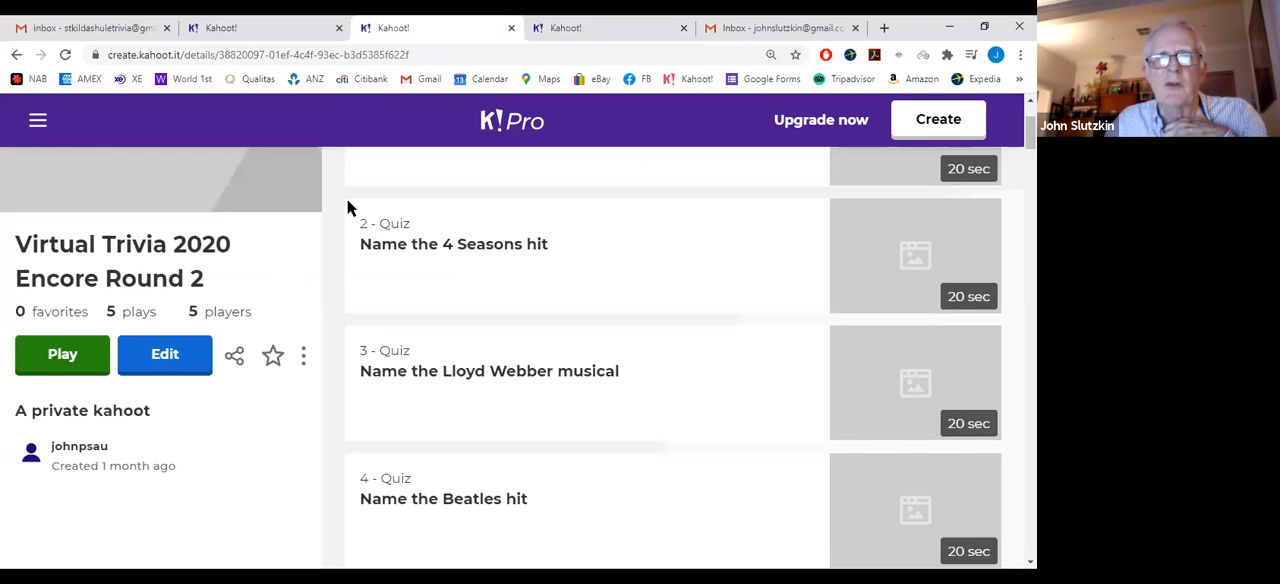 Inbox - stkildashuletrivia@gm
Kahoot!
Kahoot!
Kahoot!
Inbox - johnslutzkin@gmail.co
create.kahoot.it/details/38820097-01ef-4c4f-93ec-b3d5385f622f
J
NAB
AMEX
XE
World 1st
Qualitas
ANZ
Citibank
Gmail
Calendar
Maps
eBay
FB
Kahoot!
Google Forms
Tripadvisor
Amazon
Expedia
»
K! Pro
Upgrade now
Create
John Slutzkin
20 sec
2 - Quiz
Name the 4 Seasons hit
20 sec
Virtual Trivia 2020
Encore Round 2
0 favorites 5 plays 5 players
Play
Edit
A private kahoot
johnpsau
Created 1 month ago
3 - Quiz
Name the Lloyd Webber musical
20 sec
4 - Quiz
Name the Beatles hit
20 sec